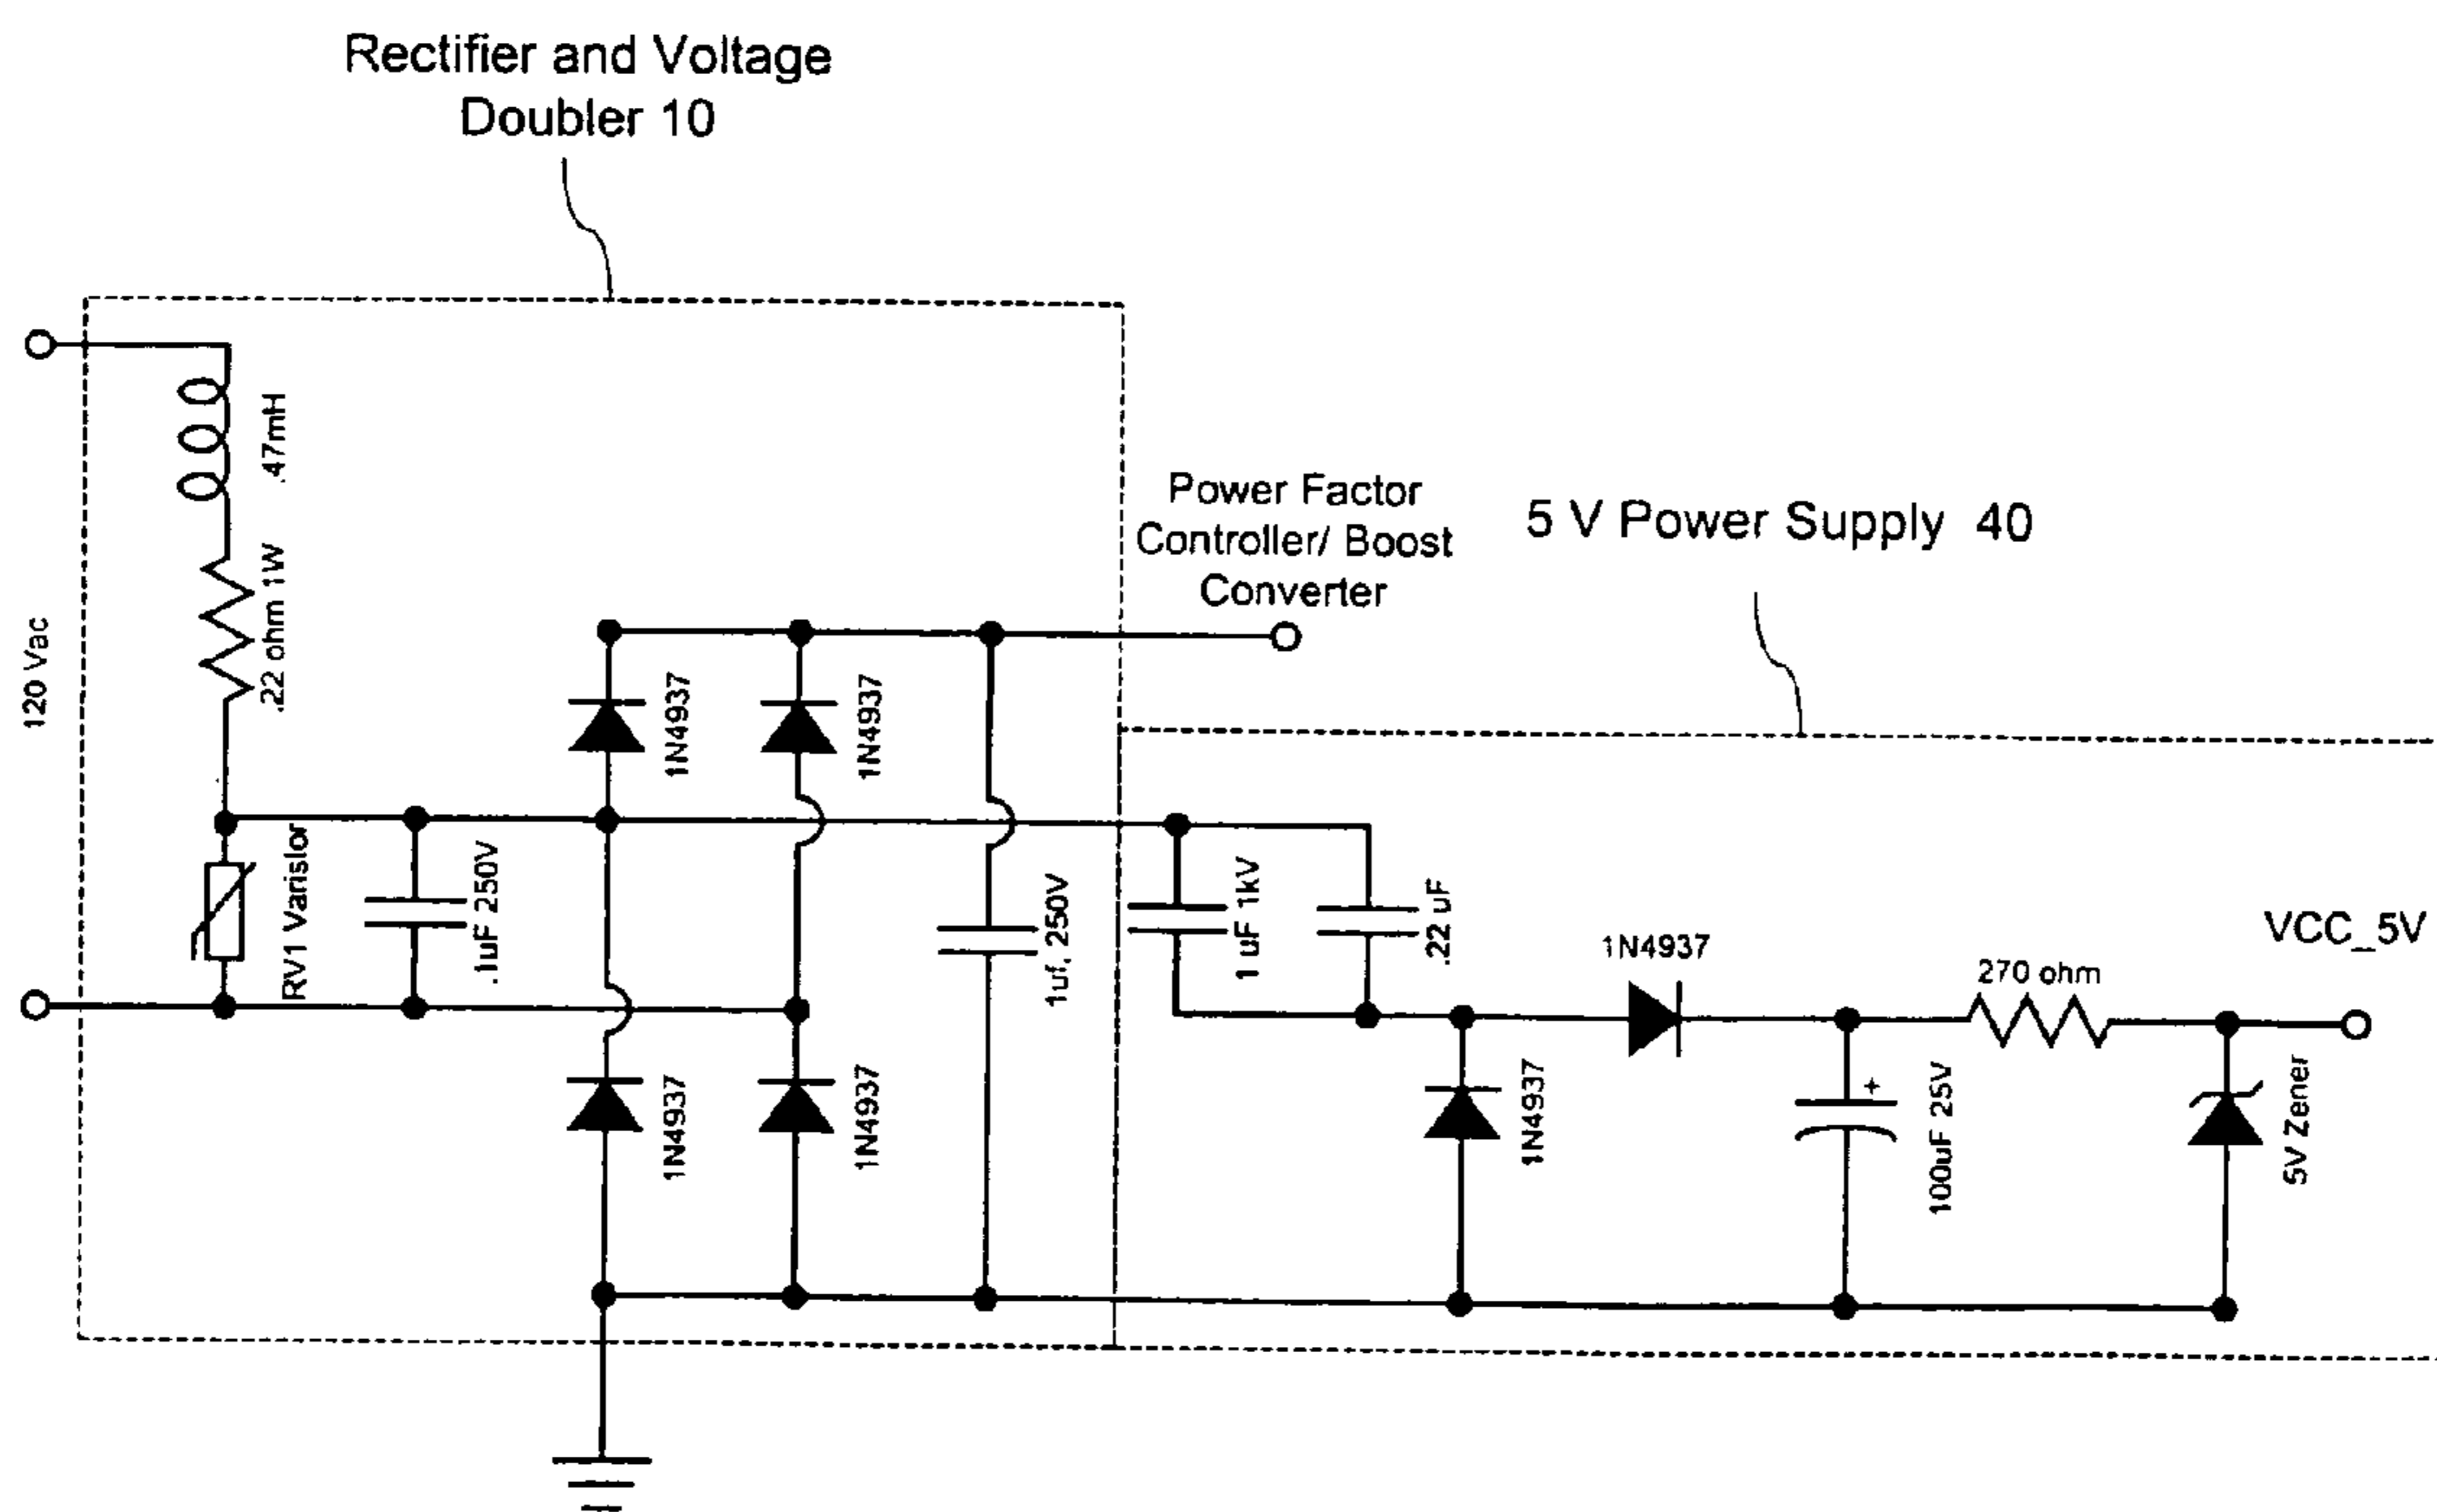 Rectifier and Voltage
Doubler 10
.47mH
Power Factor
Controller/ Boost
Converter
5 V Power Supply 40
.22 ohm 1W
120 Vac
1N4937
1N4937
RV1 Varistor
.1uF 250V
1uf, 250V
1uF 1kV
.22 uF
1N4937
270 ohm
VCC_5V
1N4937
1N4937
1N4937
+
100uF 25V
5V Zener